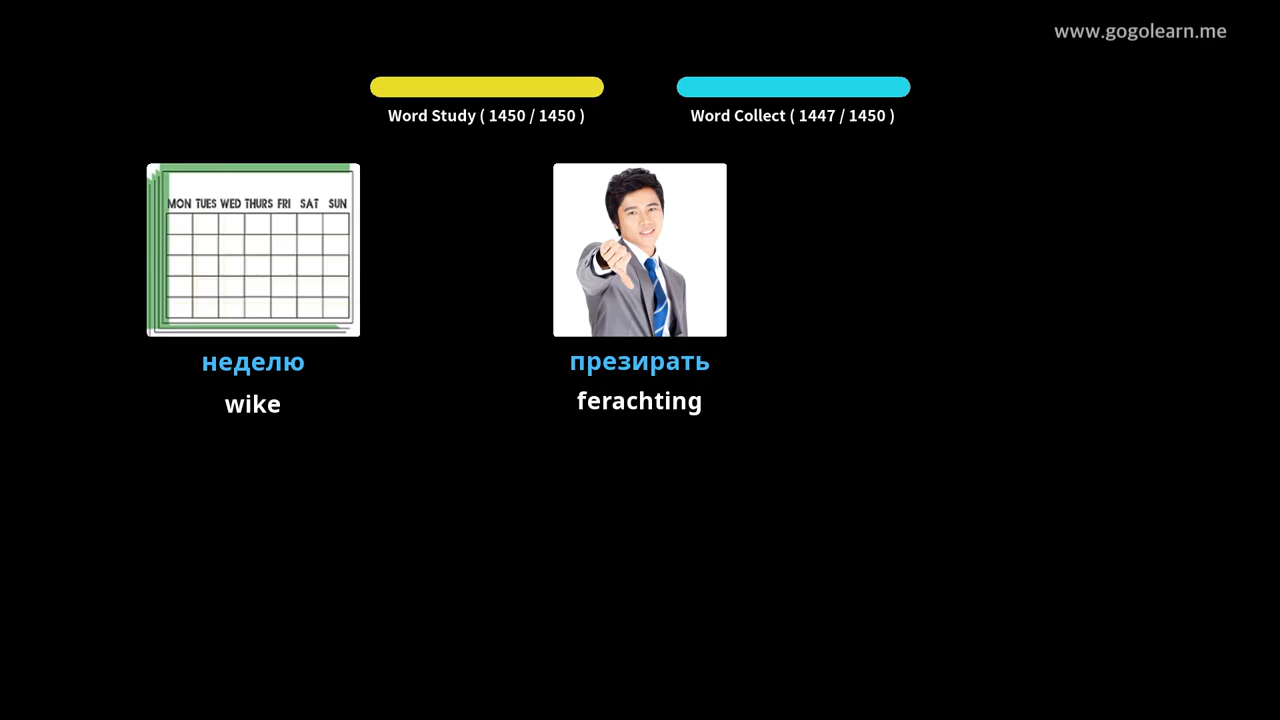 www.gogolearn.me
Word Study ( 1450 / 1450 )
Word Collect ( 1447 / 1450 )
MON TUES WED THURS FRI SAT SUN
неделю
презирать
wike
ferachting